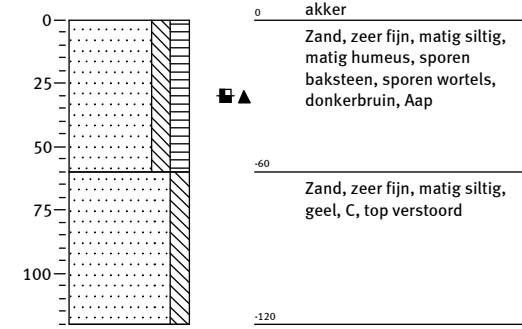 0
25
50
75
100
0
akker
Zand, zeer fijn, matig siltig,
matig humeus, sporen
baksteen, sporen wortels,
donkerbruin, Aap
-60
Zand, zeer fijn, matig siltig,
geel, C, top verstoord
-120